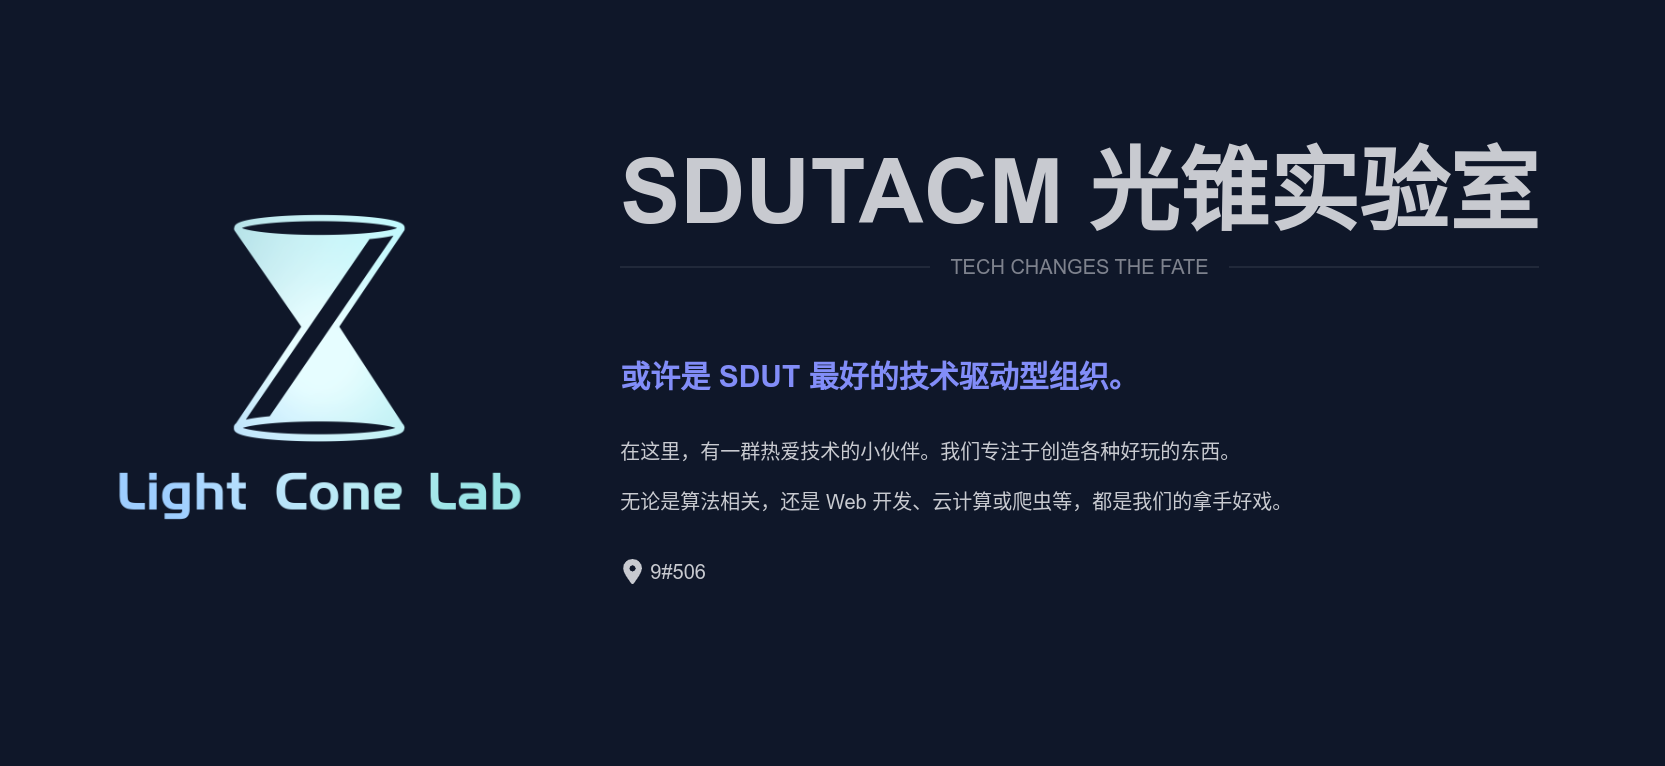 Light Cone Lab
SDUTACM 光锥实验室
TECH CHANGES THE FATE
或许是 SDUT 最好的技术驱动型组织。
在这里，有一群热爱技术的小伙伴。我们专注于创造各种好玩的东西。
无论是算法相关，还是 Web 开发、云计算或爬虫等，都是我们的拿手好戏。
9#506